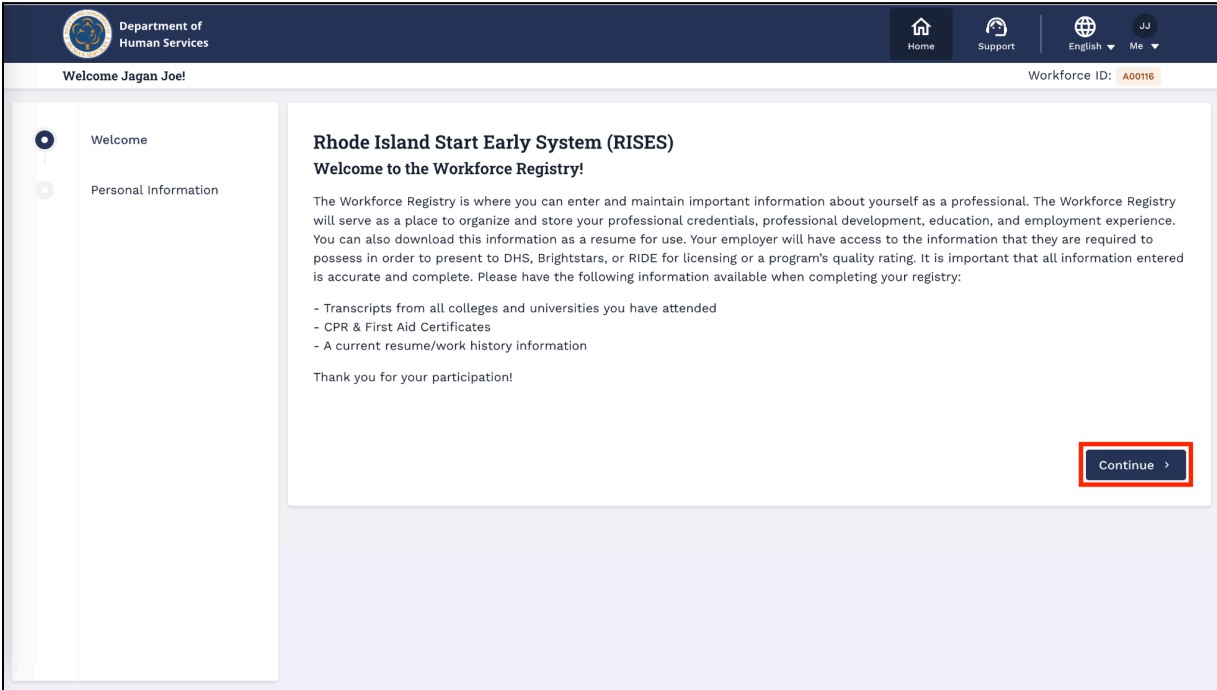 Department of
Human Services
Home
Support
English
JJ
Me
Welcome Jagan Joe!
Workforce ID: A00116
Welcome
Personal Information
Rhode Island Start Early System (RISES)
Welcome to the Workforce Registry!
The Workforce Registry is where you can enter and maintain important information about yourself as a professional. The Workforce Registry
will serve as a place to organize and store your professional credentials, professional development, education, and employment experience.
You can also download this information as a resume for use. Your employer will have access to the information that they are required to
possess in order to present to DHS, Brightstars, or RIDE for licensing or a program's quality rating. It is important that all information entered
is accurate and complete. Please have the following information available when completing your registry:
- Transcripts from all colleges and universities you have attended
- CPR & First Aid Certificates
- A current resume/work history information
Thank you for your participation!
Continue >